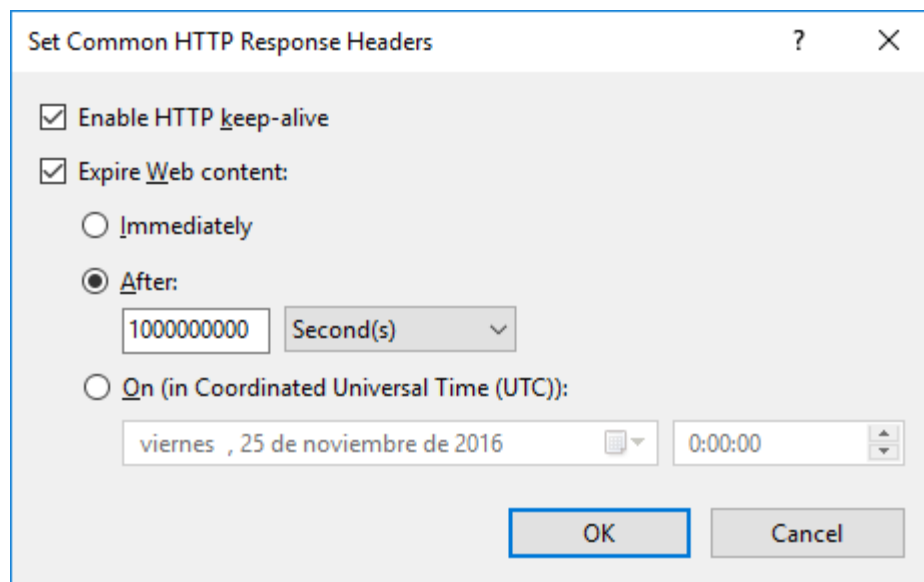 Set Common HTTP Response Headers ?
Enable HTTP keep-alive
Expire Web content:
Immediately
After:
1000000000 Second(s)
On (in Coordinated Universal Time (UTC)):
viernes , 25 de noviembre de 2016 0:00:00
OK Cancel